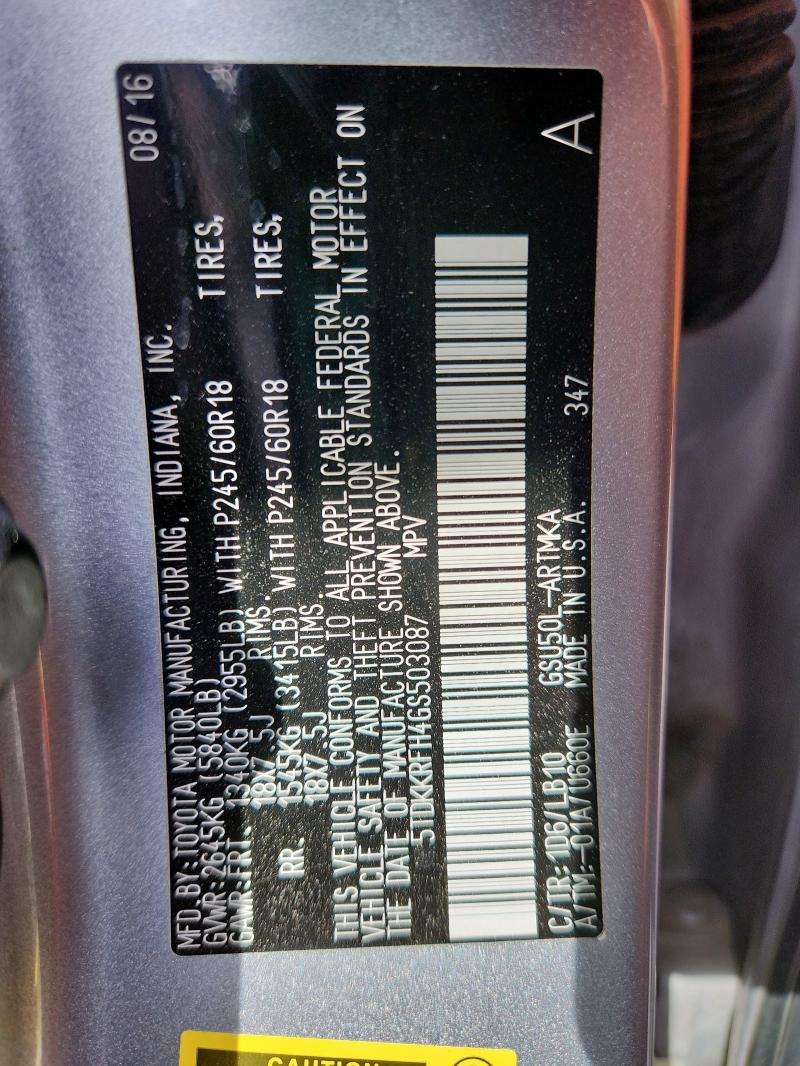 MFD. BY: TOYOTA MOTOR MANUFACTURING, INDIANA, INC. 08/16
GVWR: 2645KG (5840LB)
GAWR: FRT. 1340KG (2955LB) WITH P245/60R18 TIRES,
18X7.5J RIMS
RR. 1545KG (3415LB) WITH P245/60R18 TIRES,
18X7.5J RIMS.
THIS VEHICLE CONFORMS TO ALL APPLICABLE FEDERAL MOTOR
VEHICLE SAFETY AND THEFT PREVENTION STANDARDS IN EFFECT ON
THE DATE OF MANUFACTURE SHOWN ABOVE.
5TDKKRFH4GS503087 MPV
C/TR: 1D6/LB10 GSU50L-ARTMKA
A/TM:-01A/U660E MADE IN U.S.A. 347
A
CAUTION